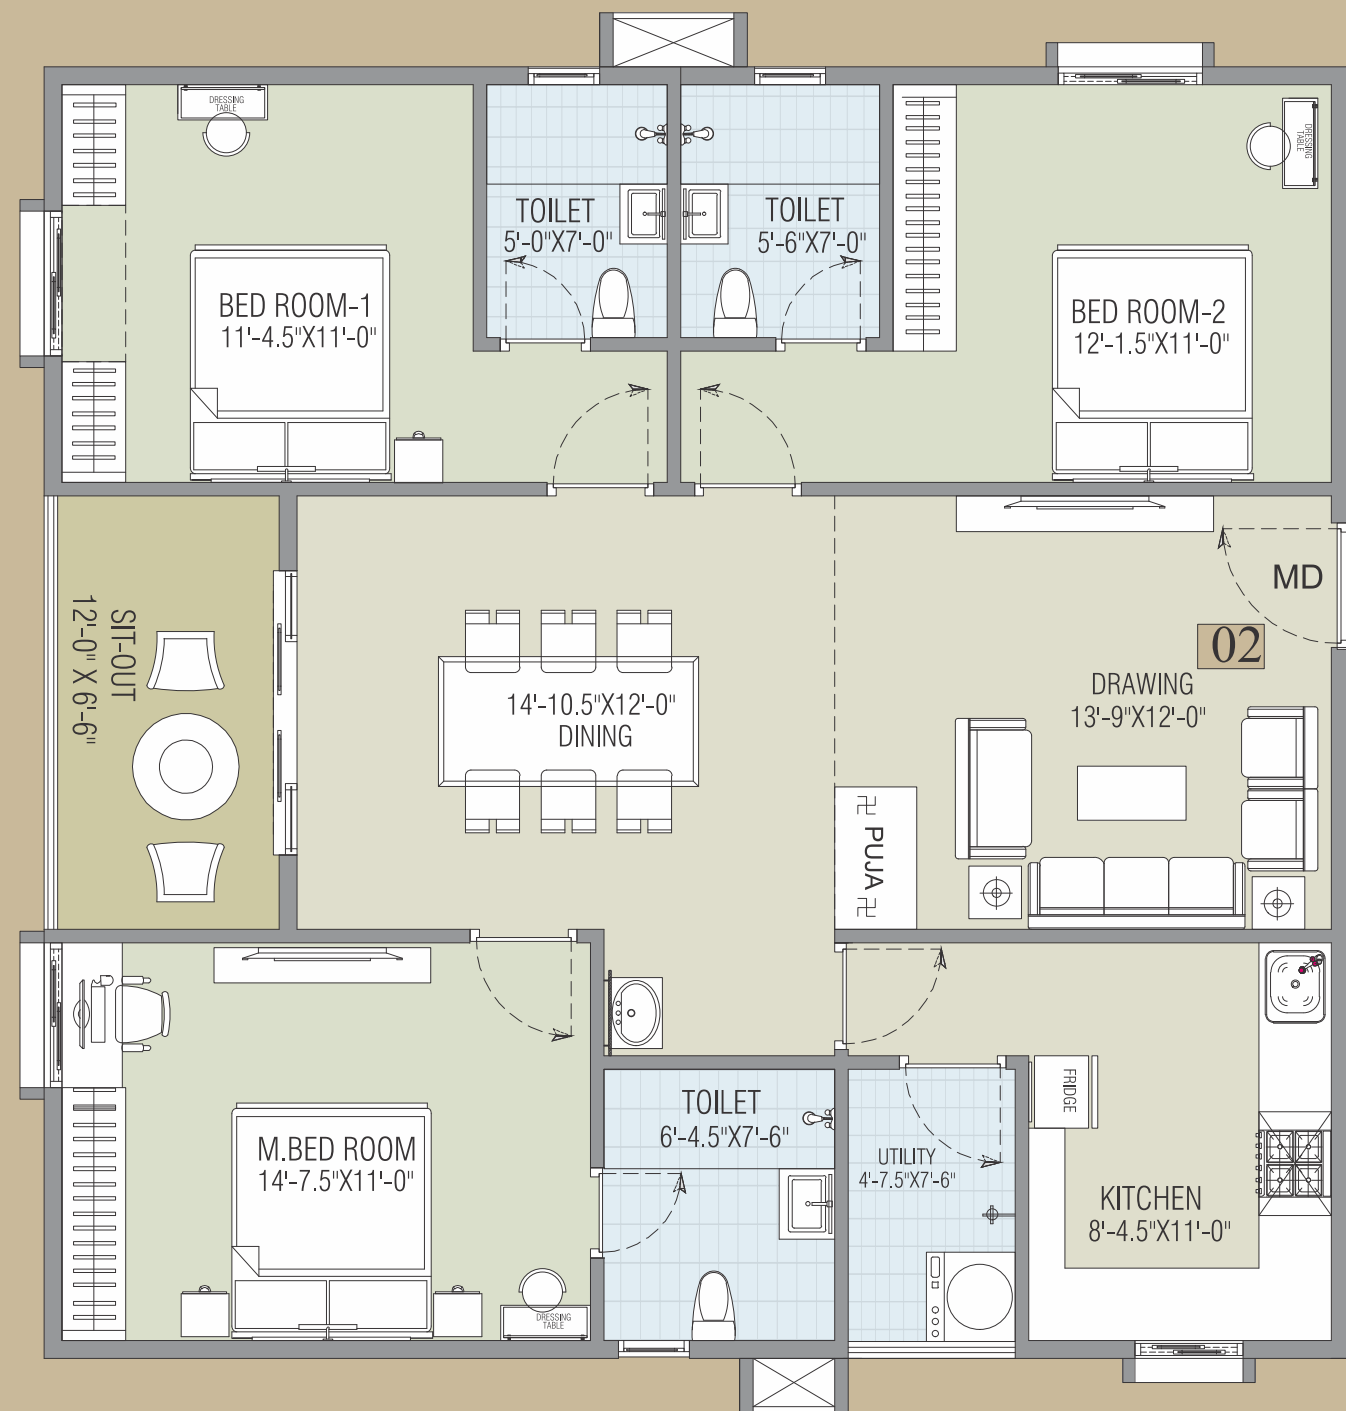 DRESSING
TABLE
TOILET
5'-0"X7'-0"
TOILET
5'-6"X7'-0"
DRESSING
TABLE
BED ROOM-1
11'-4.5"X11'-0"
BED ROOM-2
12'-1.5"X11'-0"
MD
02
SIT-OUT
12'-0" X 6'-6"
14'-10.5"X12'-0"
DINING
DRAWING
13'-9"X12'-0"
卐 PUJA 卐
FRIDGE
TOILET
6'-4.5"X7'-6"
M.BED ROOM
14'-7.5"X11'-0"
UTILITY
4'-7.5"X7'-6"
KITCHEN
8'-4.5"X11'-0"
DRESSING
TABLE